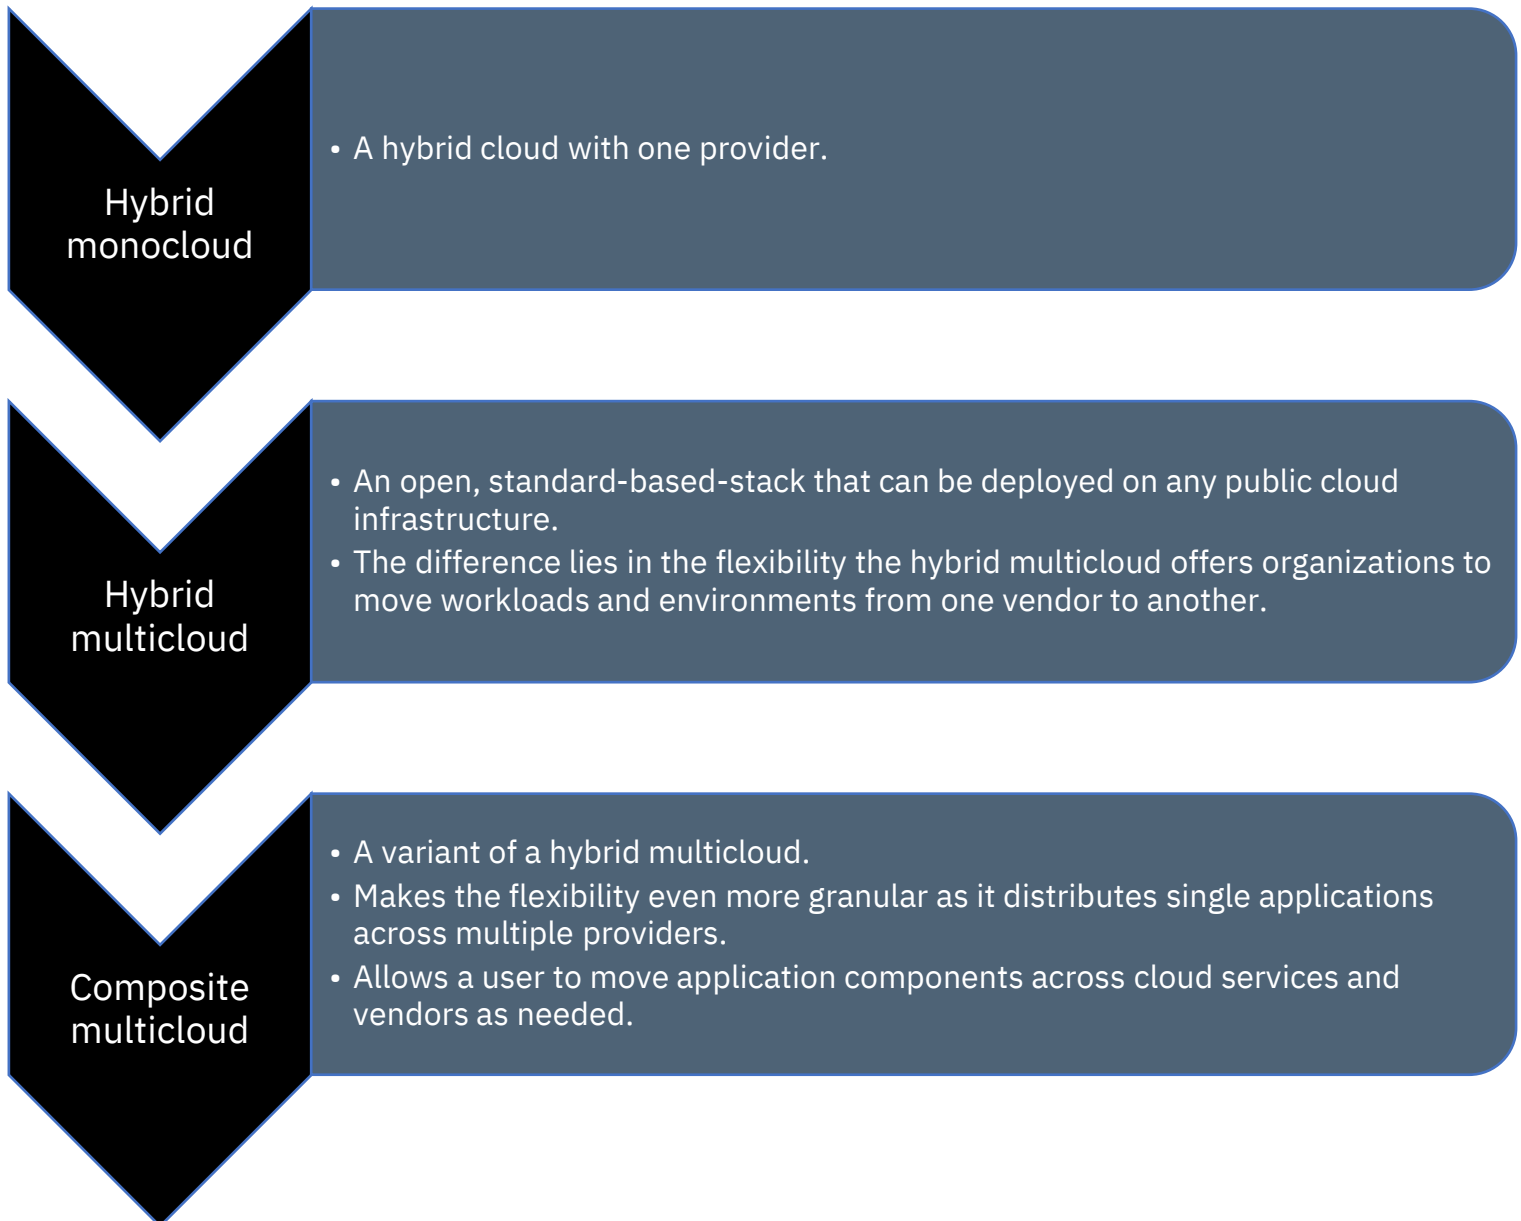 Hybrid
monocloud
• A hybrid cloud with one provider.
Hybrid
multicloud
• An open, standard-based-stack that can be deployed on any public cloud
infrastructure.
• The difference lies in the flexibility the hybrid multicloud offers organizations to
move workloads and environments from one vendor to another.
Composite
multicloud
• A variant of a hybrid multicloud.
• Makes the flexibility even more granular as it distributes single applications
across multiple providers.
• Allows a user to move application components across cloud services and
vendors as needed.